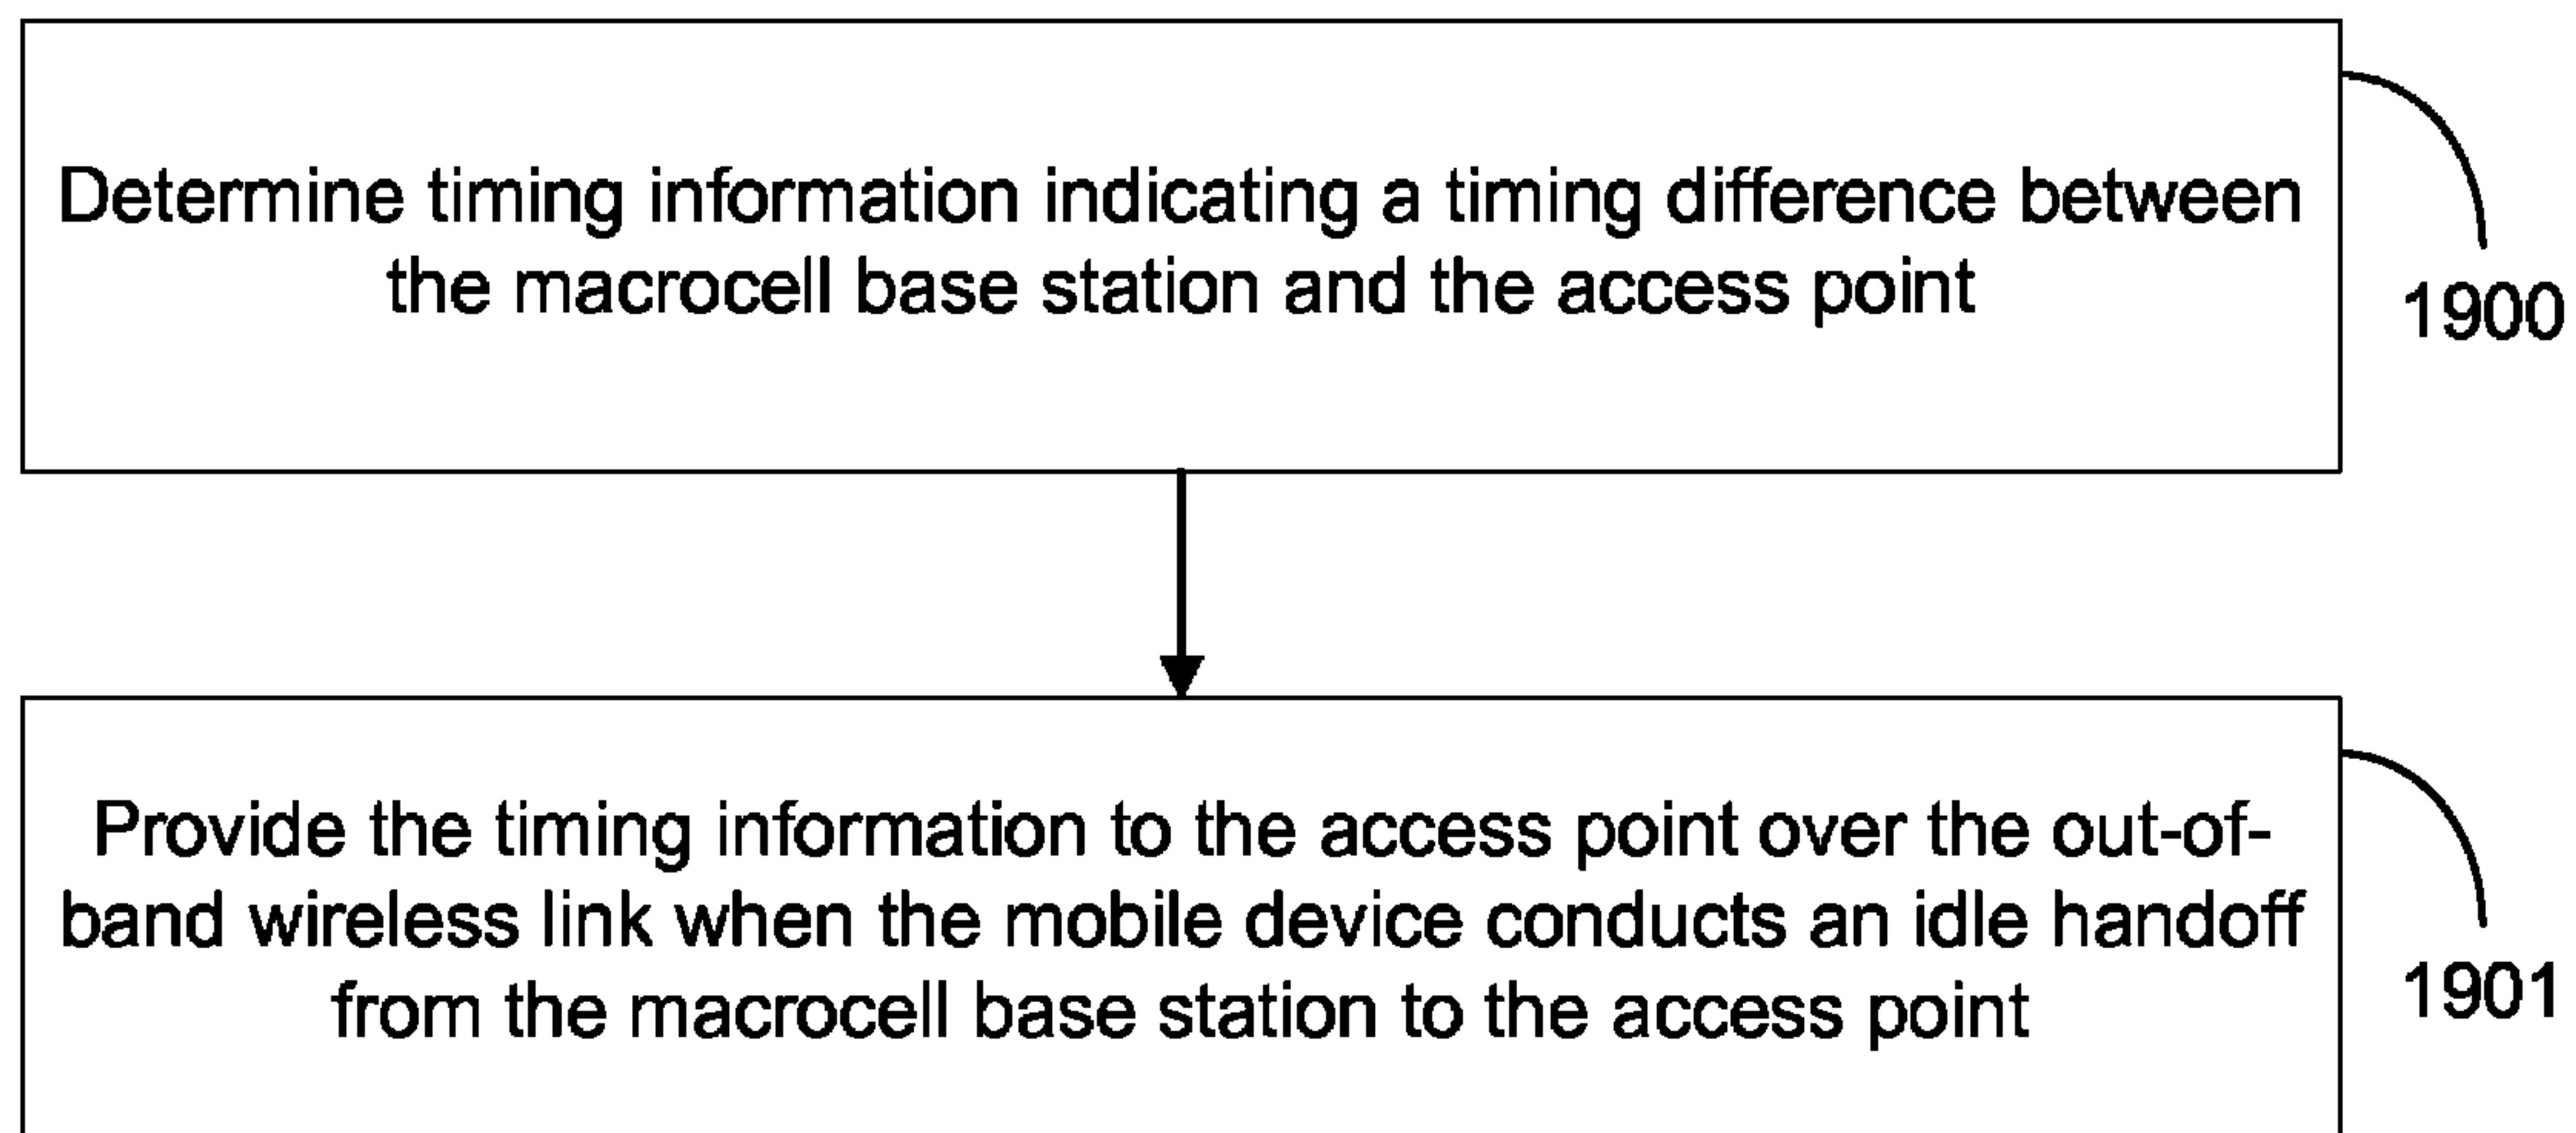 Determine timing information indicating a timing difference between
the macrocell base station and the access point
1900
Provide the timing information to the access point over the out-of-
band wireless link when the mobile device conducts an idle handoff
from the macrocell base station to the access point
1901